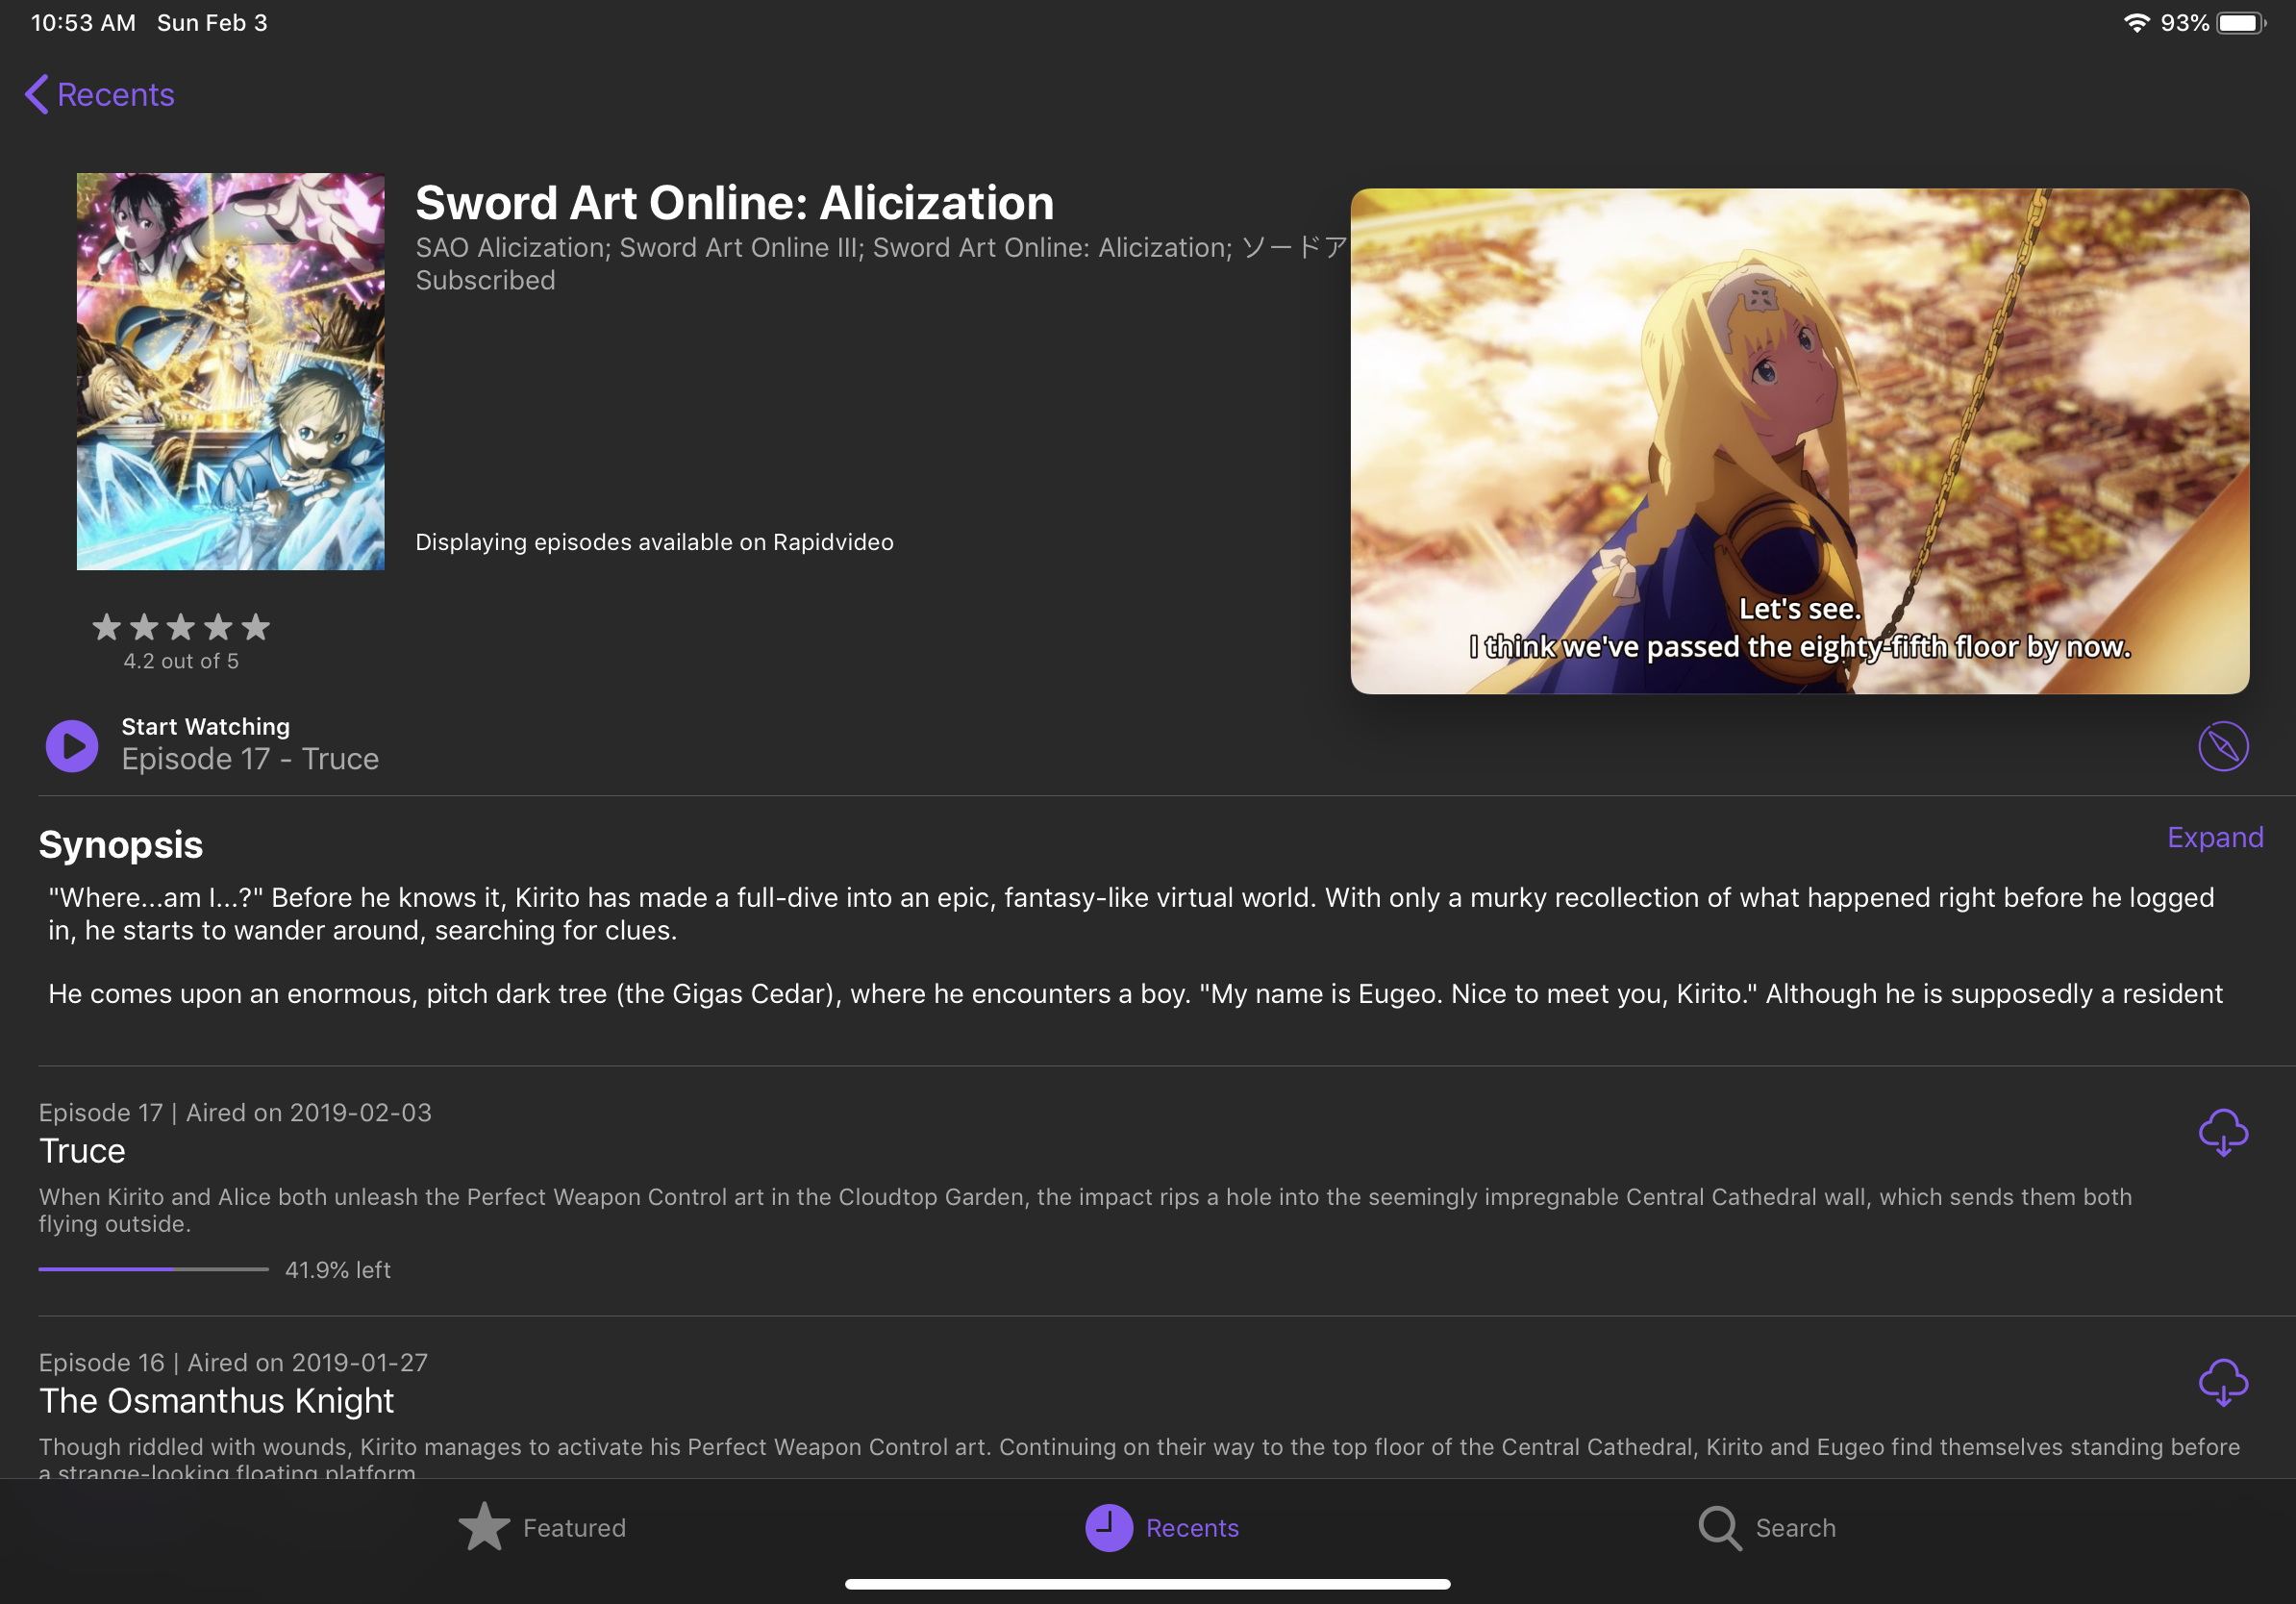 10:53 AM Sun Feb 3
93%
Recents
Sword Art Online: Alicization
SAO Alicization; Sword Art Online III; Sword Art Online: Alicization; ソードア
Subscribed
Displaying episodes available on Rapidvideo
Let's see.
I think we've passed the eighty-fifth floor by now.
4.2 out of 5
Start Watching
Episode 17 - Truce
Synopsis
Expand
"Where...am I...?" Before he knows it, Kirito has made a full-dive into an epic, fantasy-like virtual world. With only a murky recollection of what happened right before he logged
in, he starts to wander around, searching for clues.
He comes upon an enormous, pitch dark tree (the Gigas Cedar), where he encounters a boy. "My name is Eugeo. Nice to meet you, Kirito." Although he is supposedly a resident
Episode 17 | Aired on 2019-02-03
Truce
When Kirito and Alice both unleash the Perfect Weapon Control art in the Cloudtop Garden, the impact rips a hole into the seemingly impregnable Central Cathedral wall, which sends them both
flying outside.
41.9% left
Episode 16 | Aired on 2019-01-27
The Osmanthus Knight
Though riddled with wounds, Kirito manages to activate his Perfect Weapon Control art. Continuing on their way to the top floor of the Central Cathedral, Kirito and Eugeo find themselves standing before
a strange-looking floating platform
Featured
Recents
Search